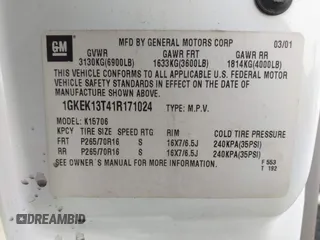 GM
MFD BY GENERAL MOTORS CORP 03/01
GVWR GAWR FRT GAWR RR
3130KG(6900LB) 1633KG(3600LB) 1814KG(4000LB)
THIS VEHICLE CONFORMS TO ALL APPLICABLE U.S. FEDERAL MOTOR
VEHICLE SAFETY STANDARDS IN EFFECT ON THE DATE OF
MANUFACTURE SHOWN ABOVE.
1GKEK13T41R171024 TYPE: M.P.V.
MODEL: K15706
KPCY TIRE SIZE SPEED RTG RIM COLD TIRE PRESSURE
FRT P265/70R16 S 16X7/6.5J 240KPA(35PSI)
RR P265/70R16 S 16X7/6.5J 240KPA(35PSI)
SEE OWNER'S MANUAL FOR MORE INFORMATION.
F 553
T 192
DREAMBID